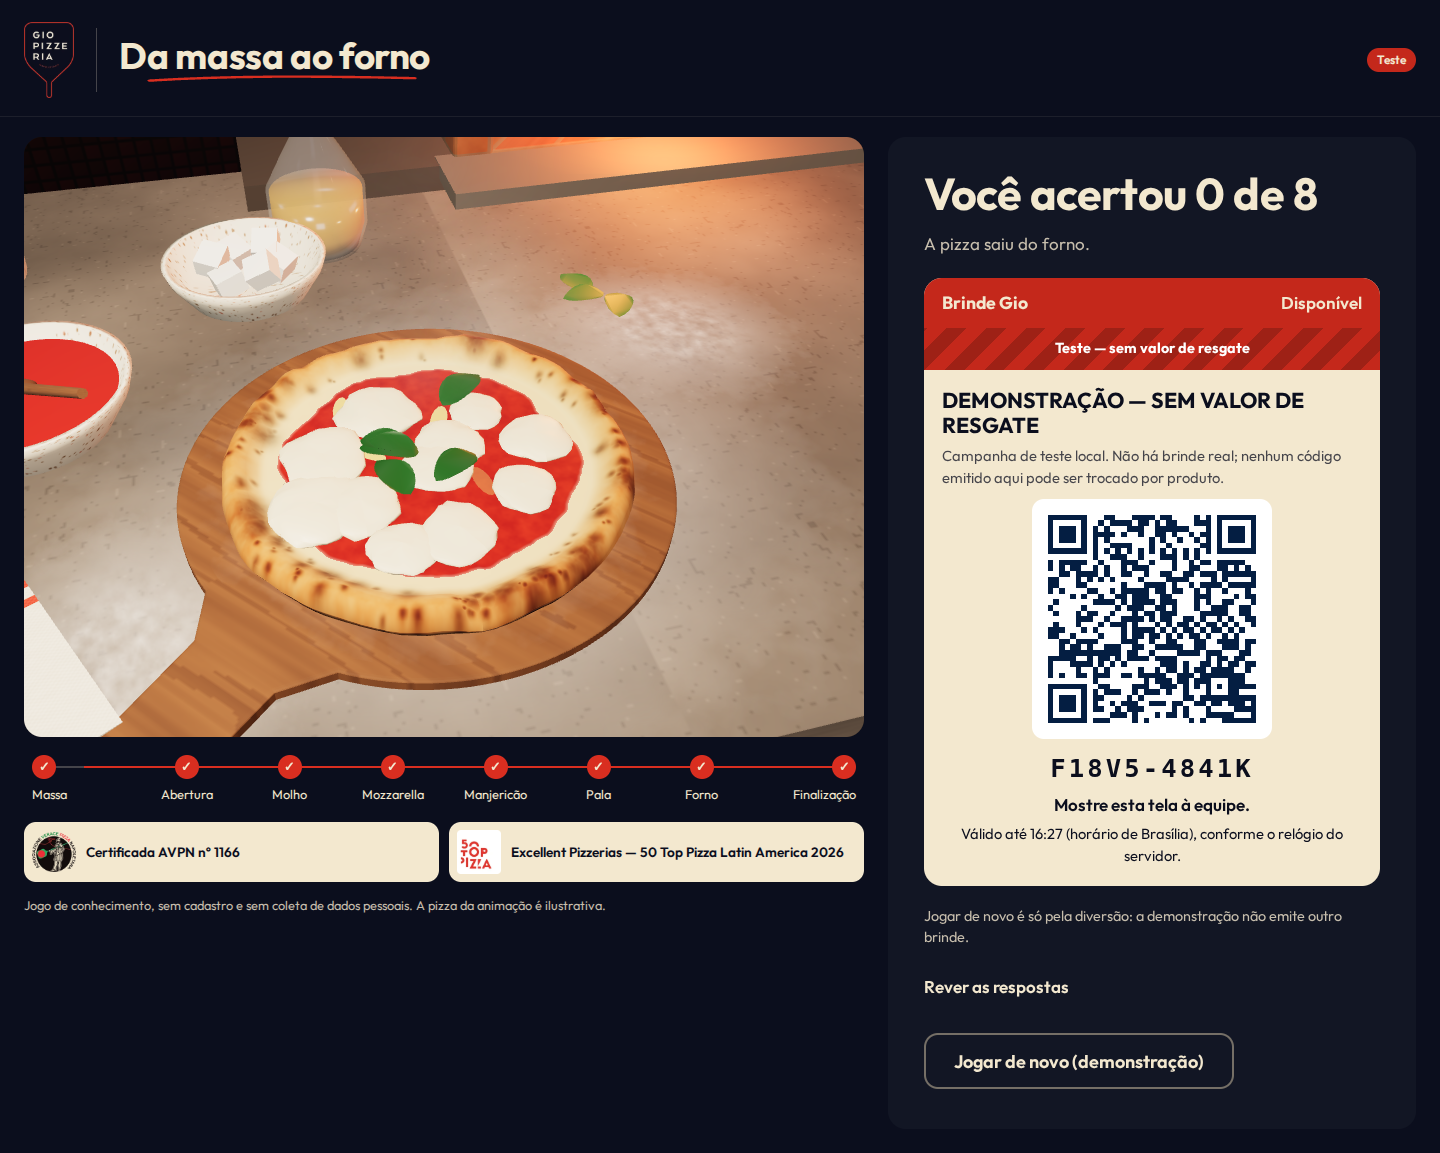 GIO
PIZZE
RIA
Da massa ao forno
Teste
Massa
Abertura
Molho
Mozzarella
Manjericão
Pala
Forno
Finalização
Certificada AVPN nº 1166
50
TOP
PIZZA
Excellent Pizzerias — 50 Top Pizza Latin America 2026
Jogo de conhecimento, sem cadastro e sem coleta de dados pessoais. A pizza da animação é ilustrativa.
Você acertou 0 de 8
A pizza saiu do forno.
Brinde Gio
Disponível
Teste — sem valor de resgate
DEMONSTRAÇÃO — SEM VALOR DE
RESGATE
Campanha de teste local. Não há brinde real; nenhum código
emitido aqui pode ser trocado por produto.
F18V5-4841K
Mostre esta tela à equipe.
Válido até 16:27 (horário de Brasília), conforme o relógio do
servidor.
Jogar de novo é só pela diversão: a demonstração não emite outro
brinde.
Rever as respostas
Jogar de novo (demonstração)